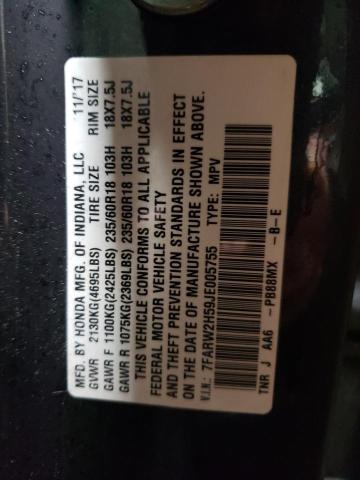 MFD. BY HONDA MFG. OF INDIANA, LLC 11/'17
GVWR 2130KG(4695LBS) TIRE SIZE RIM SIZE
GAWR F 1100KG(2425LBS) 235/60R18 103H 18X7.5J
GAWR R 1075KG(2369LBS) 235/60R18 103H 18X7.5J
THIS VEHICLE CONFORMS TO ALL APPLICABLE
FEDERAL MOTOR VEHICLE SAFETY
AND THEFT PREVENTION STANDARDS IN EFFECT
ON THE DATE OF MANUFACTURE SHOWN ABOVE.
V.I.N.: 7FARW2H59JE005755 TYPE: MPV
TNR J AA6 -PB88MX -B-E